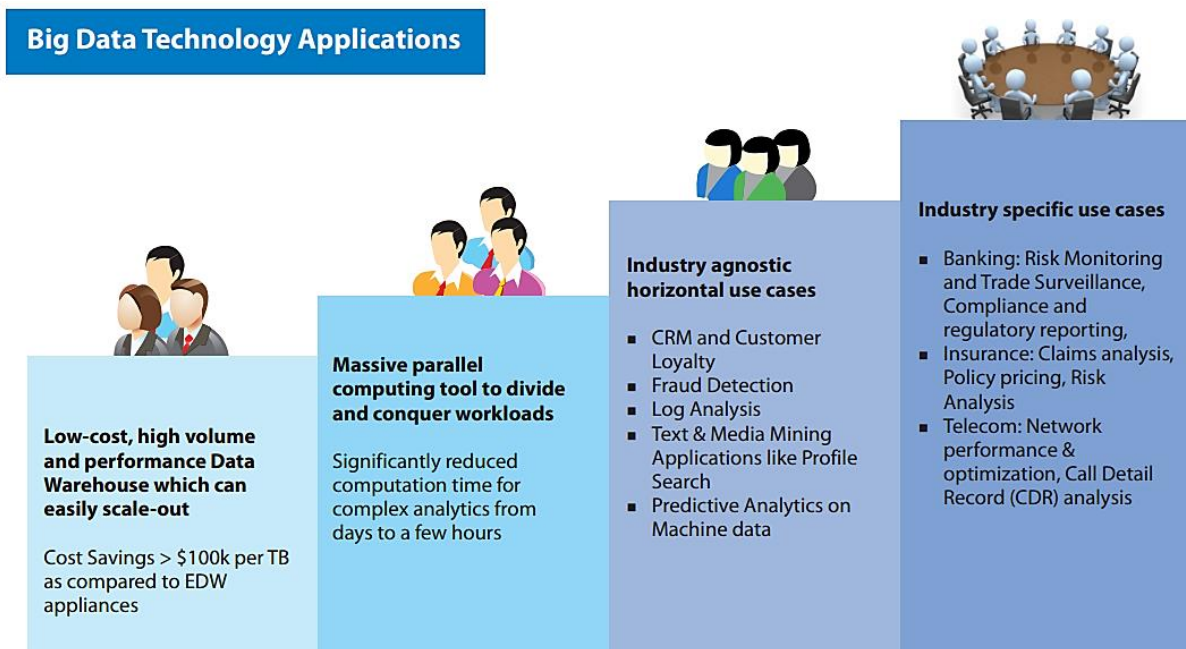 Big Data Technology Applications
Low-cost, high volume
and performance Data
Warehouse which can
easily scale-out
Cost Savings > $100k per TB
as compared to EDW
appliances
Massive parallel
computing tool to divide
and conquer workloads
Significantly reduced
computation time for
complex analytics from
days to a few hours
Industry agnostic
horizontal use cases
▪ CRM and Customer
Loyalty
▪ Fraud Detection
▪ Log Analysis
▪ Text & Media Mining
Applications like Profile
Search
▪ Predictive Analytics on
Machine data
Industry specific use cases
▪ Banking: Risk Monitoring
and Trade Surveillance,
Compliance and
regulatory reporting,
▪ Insurance: Claims analysis,
Policy pricing, Risk
Analysis
▪ Telecom: Network
performance &
optimization, Call Detail
Record (CDR) analysis